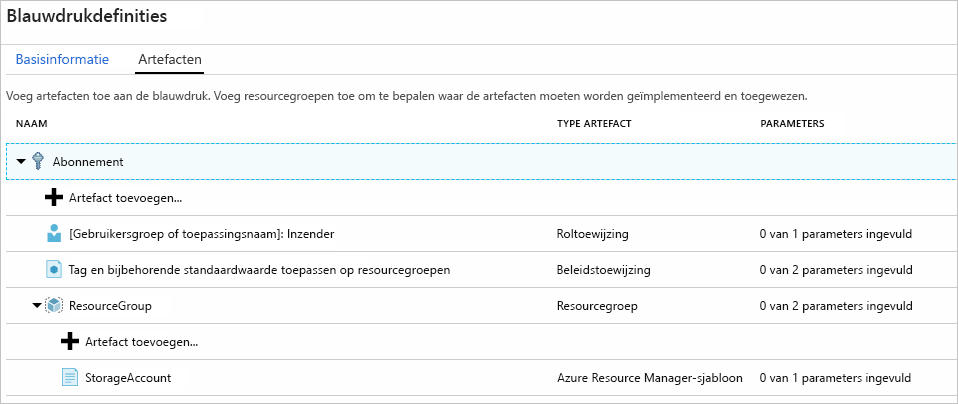 Blauwdrukdefinities
Basisinformatie Artefacten
Voeg artefacten toe aan de blauwdruk. Voeg resourcegroepen toe om te bepalen waar de artefacten moeten worden geïmplementeerd en toegewezen.
NAAM TYPE ARTEFACT PARAMETERS
Abonnement
Artefact toevoegen...
[Gebruikersgroep of toepassingsnaam]: Inzender Roltoewijzing 0 van 1 parameters ingevuld
Tag en bijbehorende standaardwaarde toepassen op resourcegroepen Beleidstoewijzing 0 van 2 parameters ingevuld
ResourceGroup Resourcegroep 0 van 2 parameters ingevuld
Artefact toevoegen...
StorageAccount Azure Resource Manager-sjabloon 0 van 1 parameters ingevuld